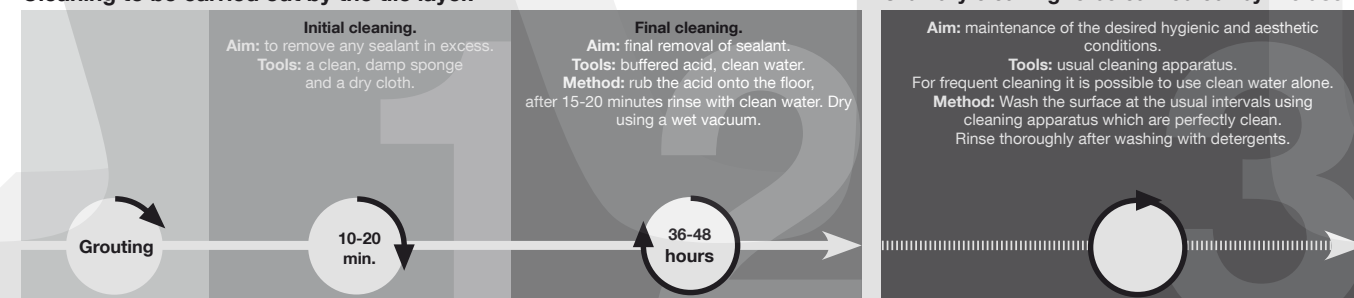 Initial cleaning.
Aim: to remove any sealant in excess.
Tools: a clean, damp sponge
and a dry cloth.
1
Final cleaning.
Aim: final removal of sealant.
Tools: buffered acid, clean water.
Method: rub the acid onto the floor,
after 15-20 minutes rinse with clean water. Dry
using a wet vacuum.
2
Aim: maintenance of the desired hygienic and aesthetic
conditions.
Tools: usual cleaning apparatus.
For frequent cleaning it is possible to use clean water alone.
Method: Wash the surface at the usual intervals using
cleaning apparatus which are perfectly clean.
Rinse thoroughly after washing with detergents.
3
Grouting
10-20
min.
36-48
hours